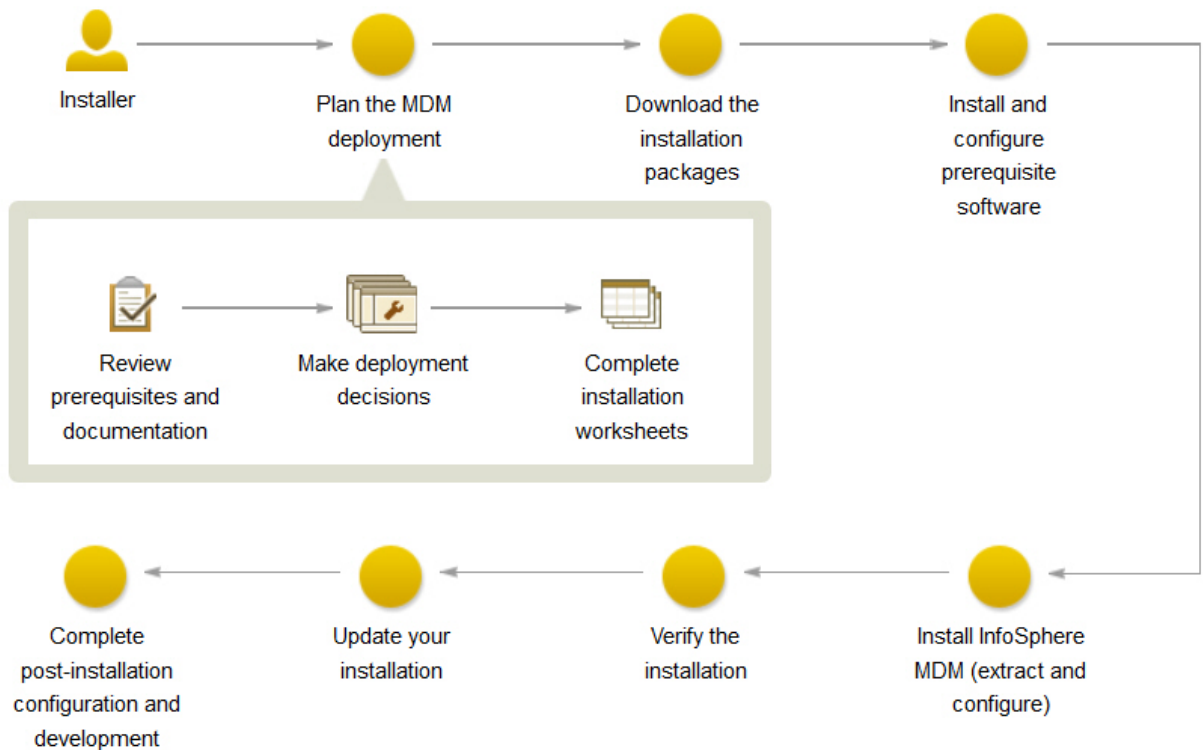 Installer
Plan the MDM
deployment
Download the
installation
packages
Install and
configure
prerequisite
software
Review
prerequisites and
documentation
Make deployment
decisions
Complete
installation
worksheets
Install InfoSphere
MDM (extract and
configure)
Verify the
installation
Update your
installation
Complete
post-installation
configuration and
development